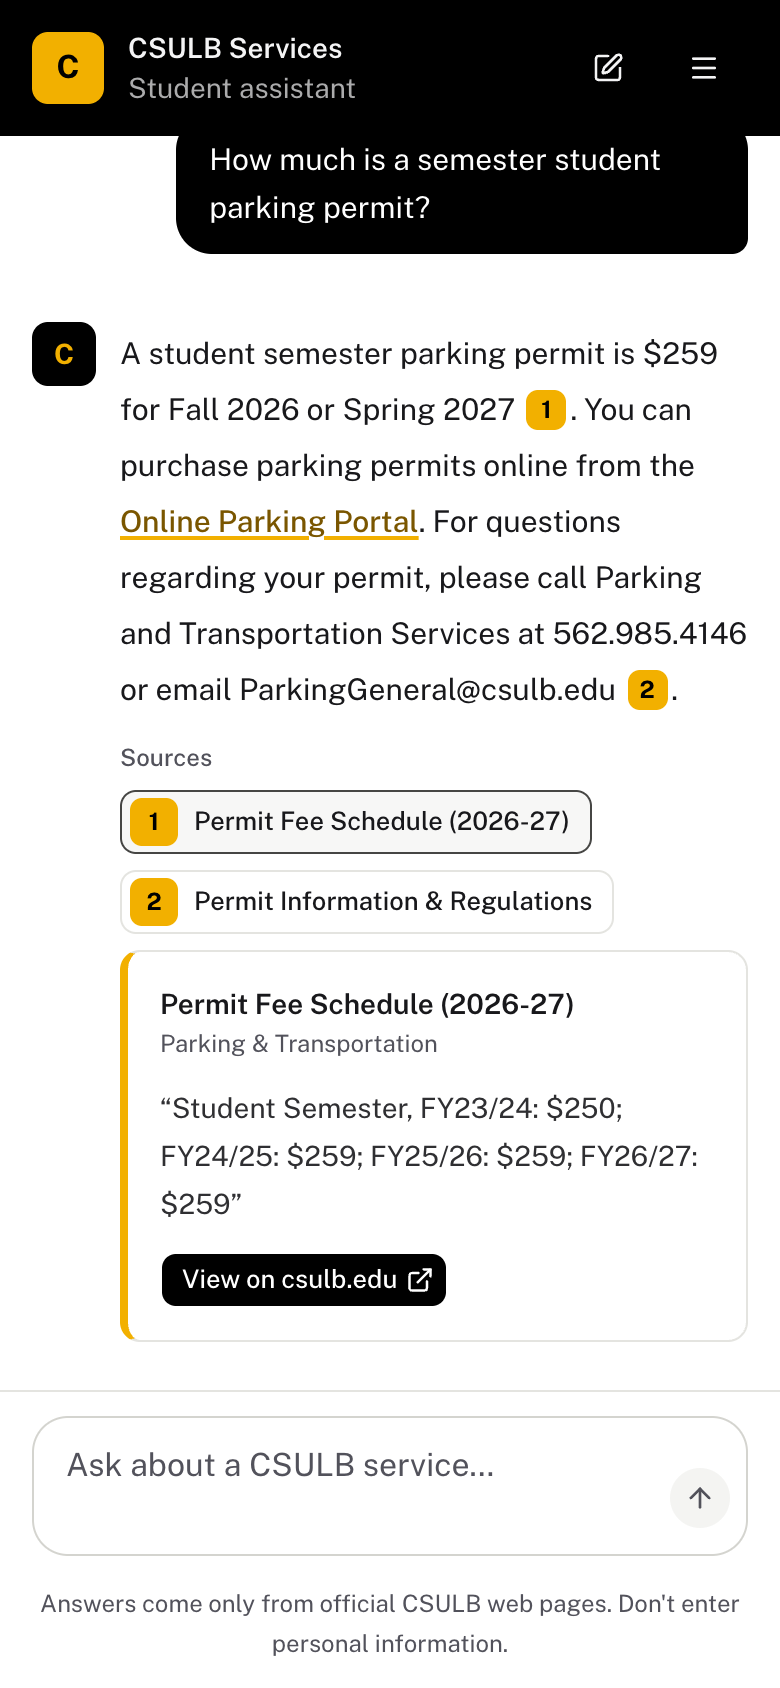 C
CSULB Services
Student assistant
How much is a semester student
parking permit?
C
A student semester parking permit is $259
for Fall 2026 or Spring 2027 1. You can
purchase parking permits online from the
Online Parking Portal. For questions
regarding your permit, please call Parking
and Transportation Services at 562.985.4146
or email ParkingGeneral@csulb.edu 2.
Sources
1 Permit Fee Schedule (2026-27)
2 Permit Information & Regulations
Permit Fee Schedule (2026-27)
Parking & Transportation
“Student Semester, FY23/24: $250;
FY24/25: $259; FY25/26: $259; FY26/27:
$259”
View on csulb.edu
Ask about a CSULB service...
Answers come only from official CSULB web pages. Don't enter
personal information.